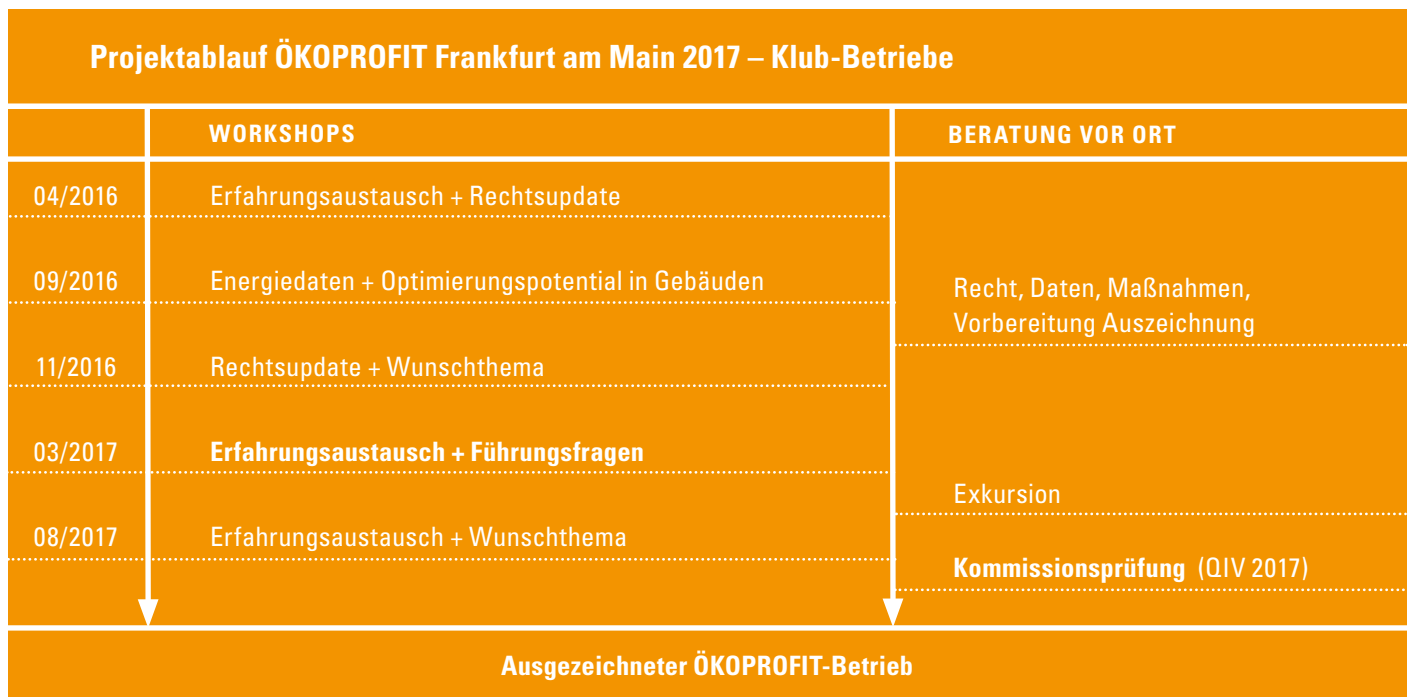 Projektablauf ÖKOPROFIT Frankfurt am Main 2017 – Klub-Betriebe
WORKSHOPS
BERATUNG VOR ORT
04/2016 Erfahrungsaustausch + Rechtsupdate
09/2016 Energiedaten + Optimierungspotential in Gebäuden
Recht, Daten, Maßnahmen,
Vorbereitung Auszeichnung
11/2016 Rechtsupdate + Wunschthema
03/2017 Erfahrungsaustausch + Führungsfragen
Exkursion
08/2017 Erfahrungsaustausch + Wunschthema
Kommissionsprüfung (QIV 2017)
Ausgezeichneter ÖKOPROFIT-Betrieb